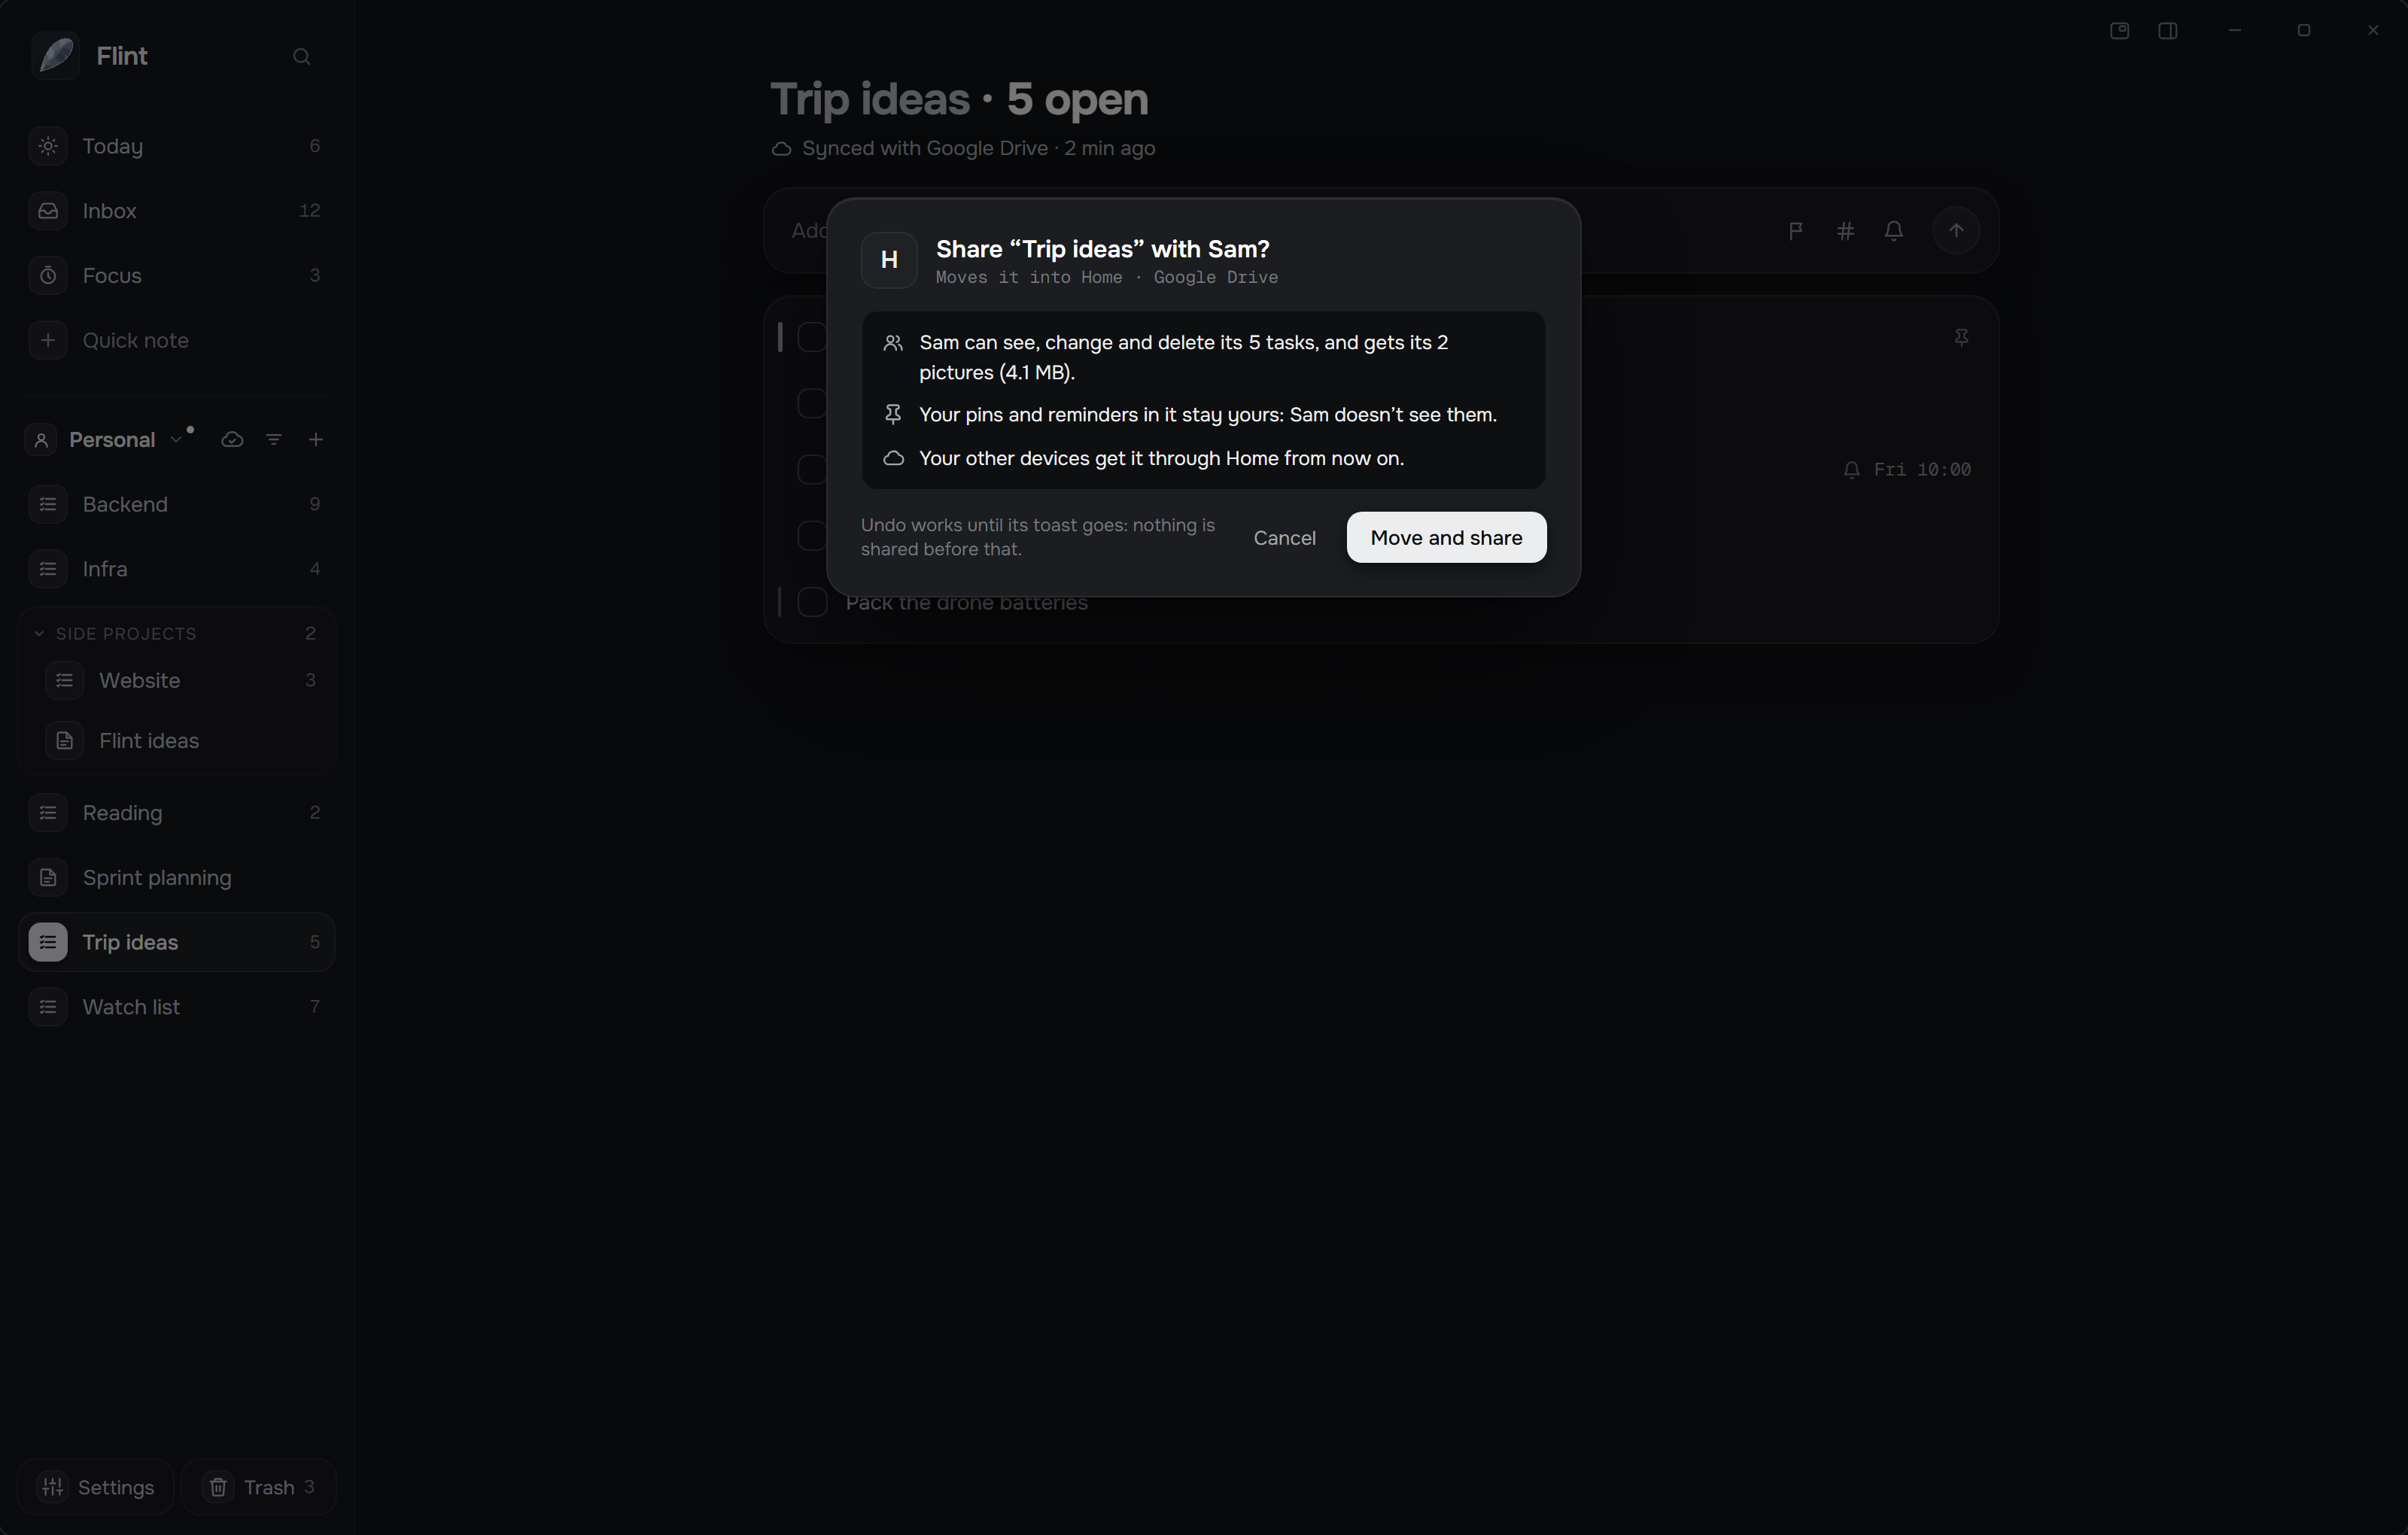 Flint
Today 6
Inbox 12
Focus 3
Quick note
Personal
Backend 9
Infra 4
SIDE PROJECTS 2
Website 3
Flint ideas
Reading 2
Sprint planning
Trip ideas 5
Watch list 7
Settings
Trash 3
Trip ideas · 5 open
Synced with Google Drive · 2 min ago
H
Share “Trip ideas” with Sam?
Moves it into Home · Google Drive
Sam can see, change and delete its 5 tasks, and gets its 2
pictures (4.1 MB).
Your pins and reminders in it stay yours: Sam doesn’t see them.
Your other devices get it through Home from now on.
Undo works until its toast goes: nothing is
shared before that.
Cancel
Move and share
Fri 10:00
Pack the drone batteries